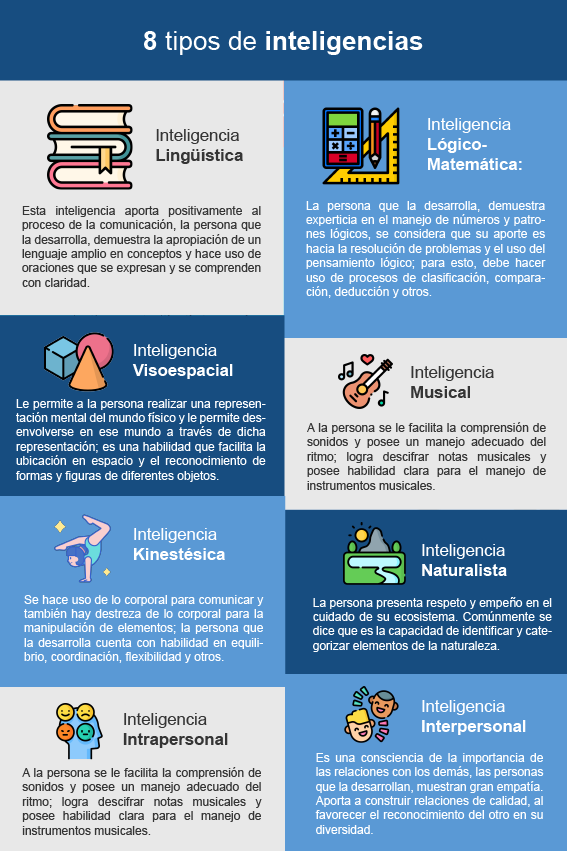 8 tipos de inteligencias
Inteligencia
Lingüística
Esta inteligencia aporta positivamente al
proceso de la comunicación, la persona que
la desarrolla, demuestra la apropiación de un
lenguaje amplio en conceptos y hace uso de
oraciones que se expresan y se comprenden
con claridad.
Inteligencia
Lógico-
Matemática:
La persona que la desarrolla, demuestra
experticia en el manejo de números y patro-
nes lógicos, se considera que su aporte es
hacia la resolución de problemas y el uso del
pensamiento lógico; para esto, debe hacer
uso de procesos de clasificación, compara-
ción, deducción y otros.
Inteligencia
Visoespacial
Le permite a la persona realizar una represen-
tación mental del mundo físico y le permite des-
envolverse en ese mundo a través de dicha
representación; es una habilidad que facilita la
ubicación en espacio y el reconocimiento de
formas y figuras de diferentes objetos.
Inteligencia
Musical
A la persona se le facilita la comprensión de
sonidos y posee un manejo adecuado del
ritmo; logra descifrar notas musicales y
posee habilidad clara para el manejo de
instrumentos musicales.
Inteligencia
Kinestésica
Se hace uso de lo corporal para comunicar y
también hay destreza de lo corporal para la
manipulación de elementos; la persona que
la desarrolla cuenta con habilidad en equili-
brio, coordinación, flexibilidad y otros.
Inteligencia
Naturalista
La persona presenta respeto y empeño en el
cuidado de su ecosistema. Comúnmente se
dice que es la capacidad de identificar y cate-
gorizar elementos de la naturaleza.
Inteligencia
Intrapersonal
A la persona se le facilita la comprensión de
sonidos y posee un manejo adecuado del
ritmo; logra descifrar notas musicales y
posee habilidad clara para el manejo de
instrumentos musicales.
Inteligencia
Interpersonal
Es una consciencia de la importancia de
las relaciones con los demás, las personas
que la desarrollan, muestran gran empatía.
Aporta a construir relaciones de calidad, al
favorecer el reconocimiento del otro en su
diversidad.